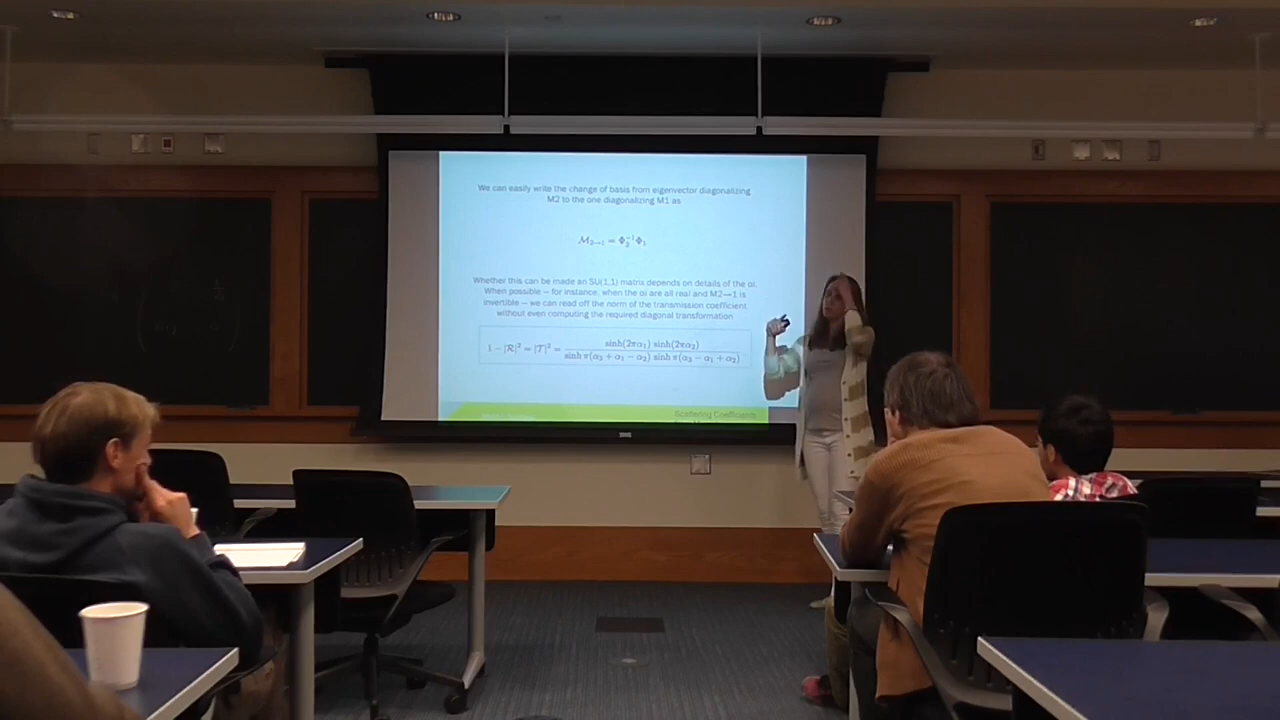 We can easily write the change of basis from eigenvector diagonalizing
M2 to the one diagonalizing M1 as
M₂→₁ = Φ₂⁻¹Φ₁
Whether this can be made an SU(1,1) matrix depends on details of the αi.
When possible — for instance, when the αi are all real and M2→1 is
invertible — we can read off the norm of the transmission coefficient
without even computing the required diagonal transformation
1 − |R|² = |T|² = sinh(2πα₁) sinh(2πα₂) / sinh π(α₃ + α₁ − α₂) sinh π(α₃ − α₁ + α₂)
Scattering Coefficients